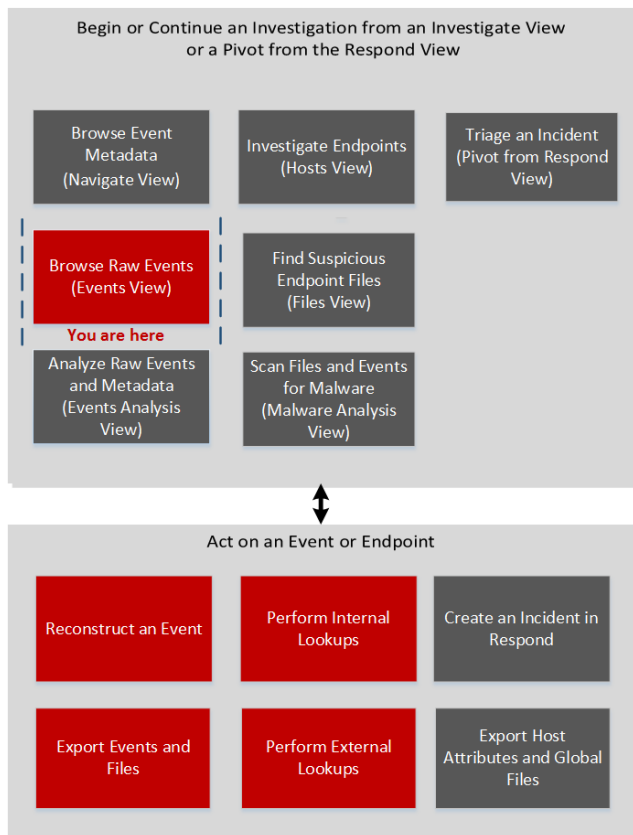 Begin or Continue an Investigation from an Investigate View
or a Pivot from the Respond View
Browse Event
Metadata
(Navigate View)
Investigate Endpoints
(Hosts View)
Triage an Incident
(Pivot from Respond
View)
Browse Raw Events
(Events View)
You are here
Find Suspicious
Endpoint Files
(Files View)
Analyze Raw Events
and Metadata
(Events Analysis
View)
Scan Files and Events
for Malware
(Malware Analysis
View)
Act on an Event or Endpoint
Reconstruct an Event
Perform Internal
Lookups
Create an Incident in
Respond
Export Events and
Files
Perform External
Lookups
Export Host
Attributes and Global
Files